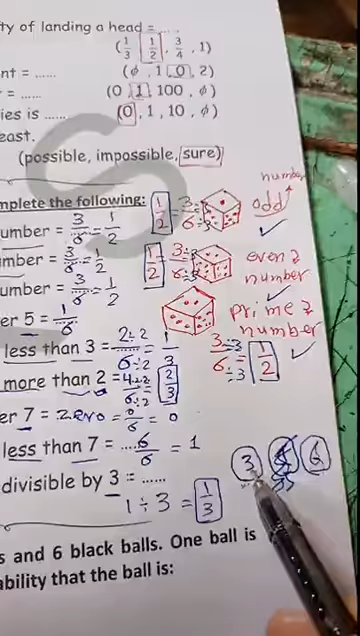 ty of landing a head = ....
(1/3, 1/2, 3/4, 1)
nt = ...... (ϕ, 1, 0, 2)
r = ...... (0, 1, 100, ϕ)
ies is ...... (0, 1, 10, ϕ)
east.
(possible, impossible, sure)
mplete the following:
number
1/2 = 3÷3/6÷3 odd
umber = 3/6 = 1/2
1/2 = 3÷3/6÷3 even number
mber = 3/6 = 1/2
umber = 3/6 = 1/2
prime number
er 5 = 1/6
3÷3/6÷3 = 1/2
less than 3 = 2÷2/6÷2 = 1/3
more than 2 = 4÷2/6÷2 = 2/3
er 7 = zero = 0/6 = 0
less than 7 = 6/6 = 1
3 6
divisible by 3 = ......
1 ÷ 3 = 1/3
s and 6 black balls. One ball is
ability that the ball is: